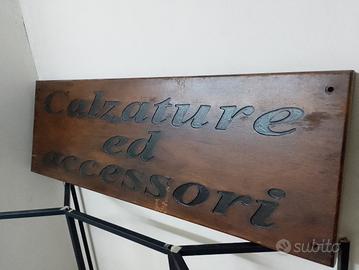 Calzature
ed
accessori
subito